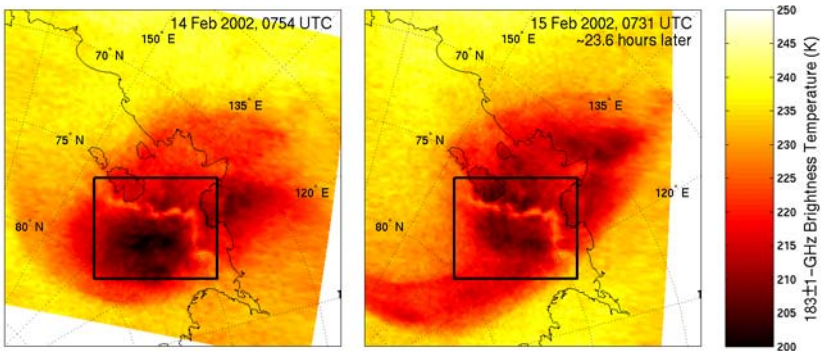 14 Feb 2002, 0754 UTC
150° E
70° N
135° E
75° N
120° E
80° N
15 Feb 2002, 0731 UTC
~23.6 hours later
150° E
70° N
135° E
75° N
120° E
80° N
250
245
240
235
230
225
220
215
210
205
200
183±1-GHz Brightness Temperature (K)